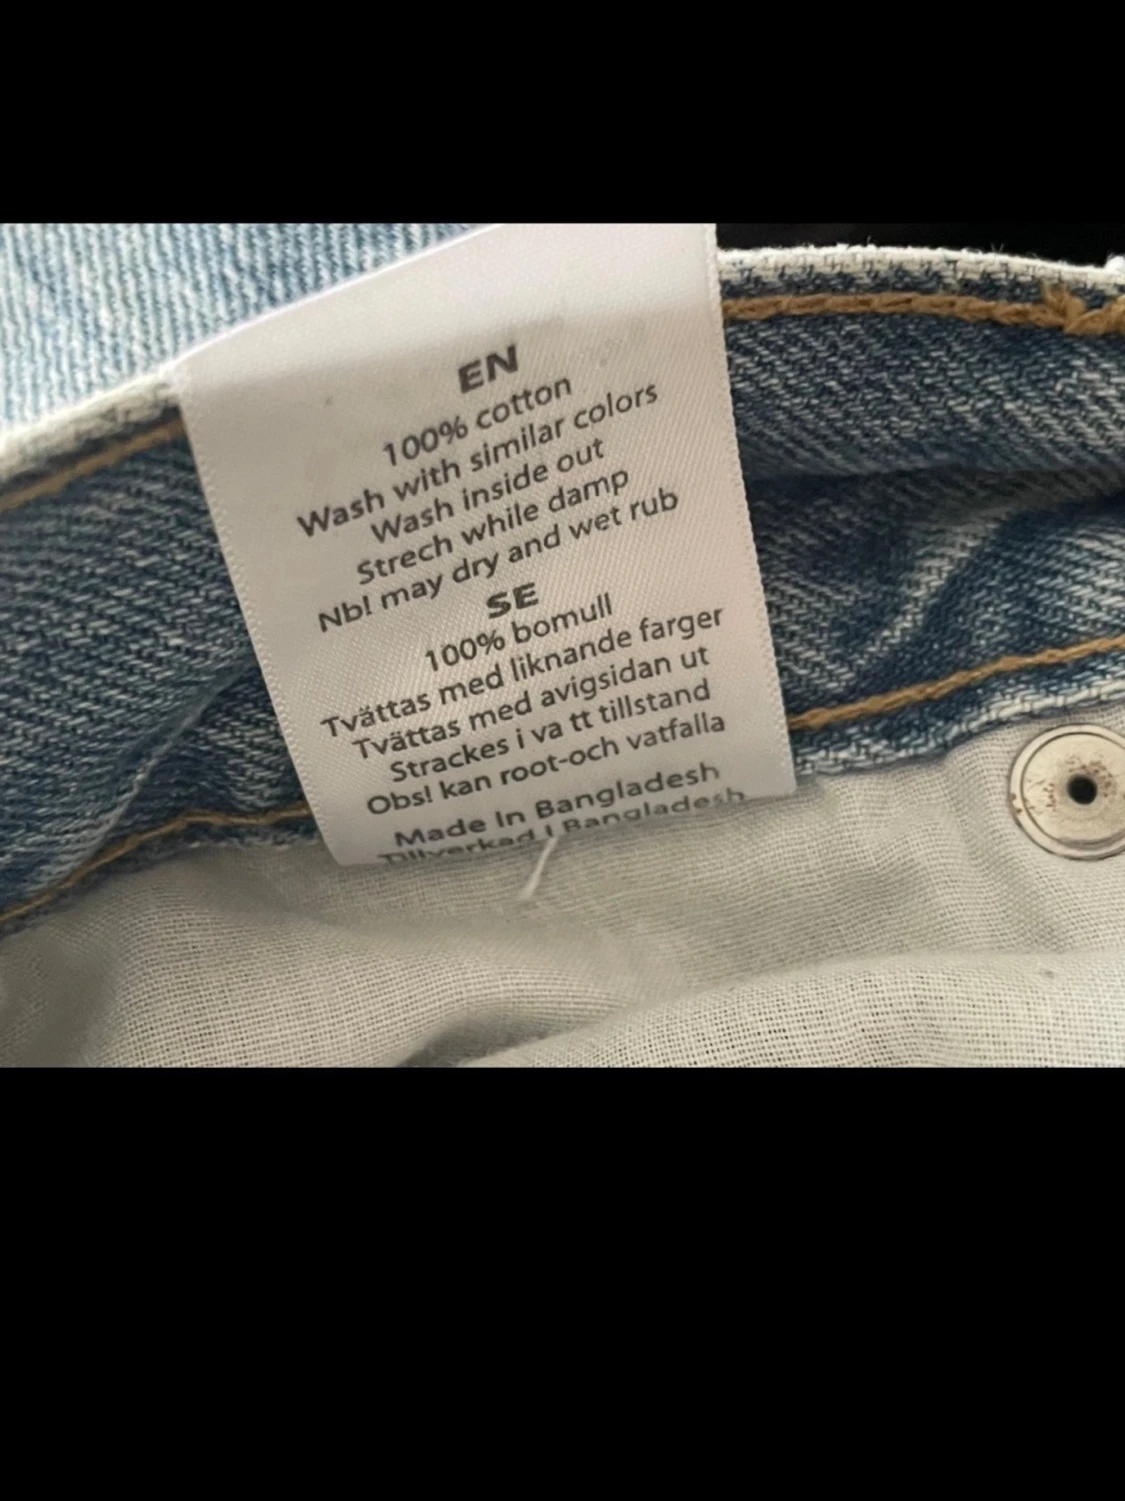 EN
100% cotton
Wash with similar colors
Wash inside out
Strech while damp
Nb! may dry and wet rub
SE
100% bomull
Tvättas med liknande farger
Tvättas med avigsidan ut
Strackes i va tt tillstand
Obs! kan root-och vatfalla
Made In Bangladesh
Tillverkad I Bangladesh